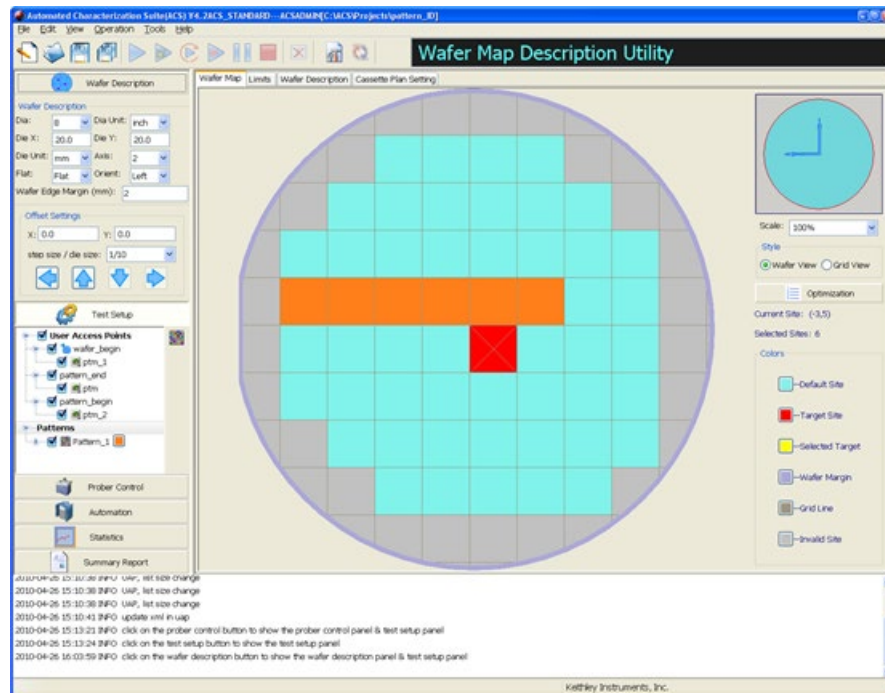 Automated Characterization Suite(ACS) V4.2ACS_STANDARD---ACSADMIN[C:\ACS\Projects\pattern_ID]
File Edit View Operation Tools Help
Wafer Map Description Utility
Wafer Description
Wafer Map Limits Wafer Description Cassette Plan Setting
Wafer Description
Dia: 8 Dia Unit: inch
Die X: 20.0 Die Y: 20.0
Die Unit: mm Axis: 2
Flat: Flat Orient: Left
Wafer Edge Margin (mm): 2
Offset Settings
X: 0.0 Y: 0.0
step size / die size: 1/10
Test Setup
User Access Points
wafer_begin
ptm_1
pattern_end
ptm
pattern_begin
ptm_2
Patterns
Pattern_1
Prober Control
Automation
Statistics
Summary Report
Scale: 100%
Style
Wafer View Grid View
Optimization
Current Site: (-3,5)
Selected Sites: 6
Colors
Default Site
Target Site
Selected Target
Wafer Margin
Grid Line
Invalid Site
2010-04-26 15:10:38 INFO UAP, list size change
2010-04-26 15:10:38 INFO UAP, list size change
2010-04-26 15:10:38 INFO UAP, list size change
2010-04-26 15:10:41 INFO update xml in uap
2010-04-26 15:13:21 INFO click on the prober control button to show the prober control panel & test setup panel
2010-04-26 15:13:24 INFO click on the test setup button to show the test setup panel
2010-04-26 16:03:59 INFO click on the wafer description button to show the wafer description panel & test setup panel
Keithley Instruments, Inc.